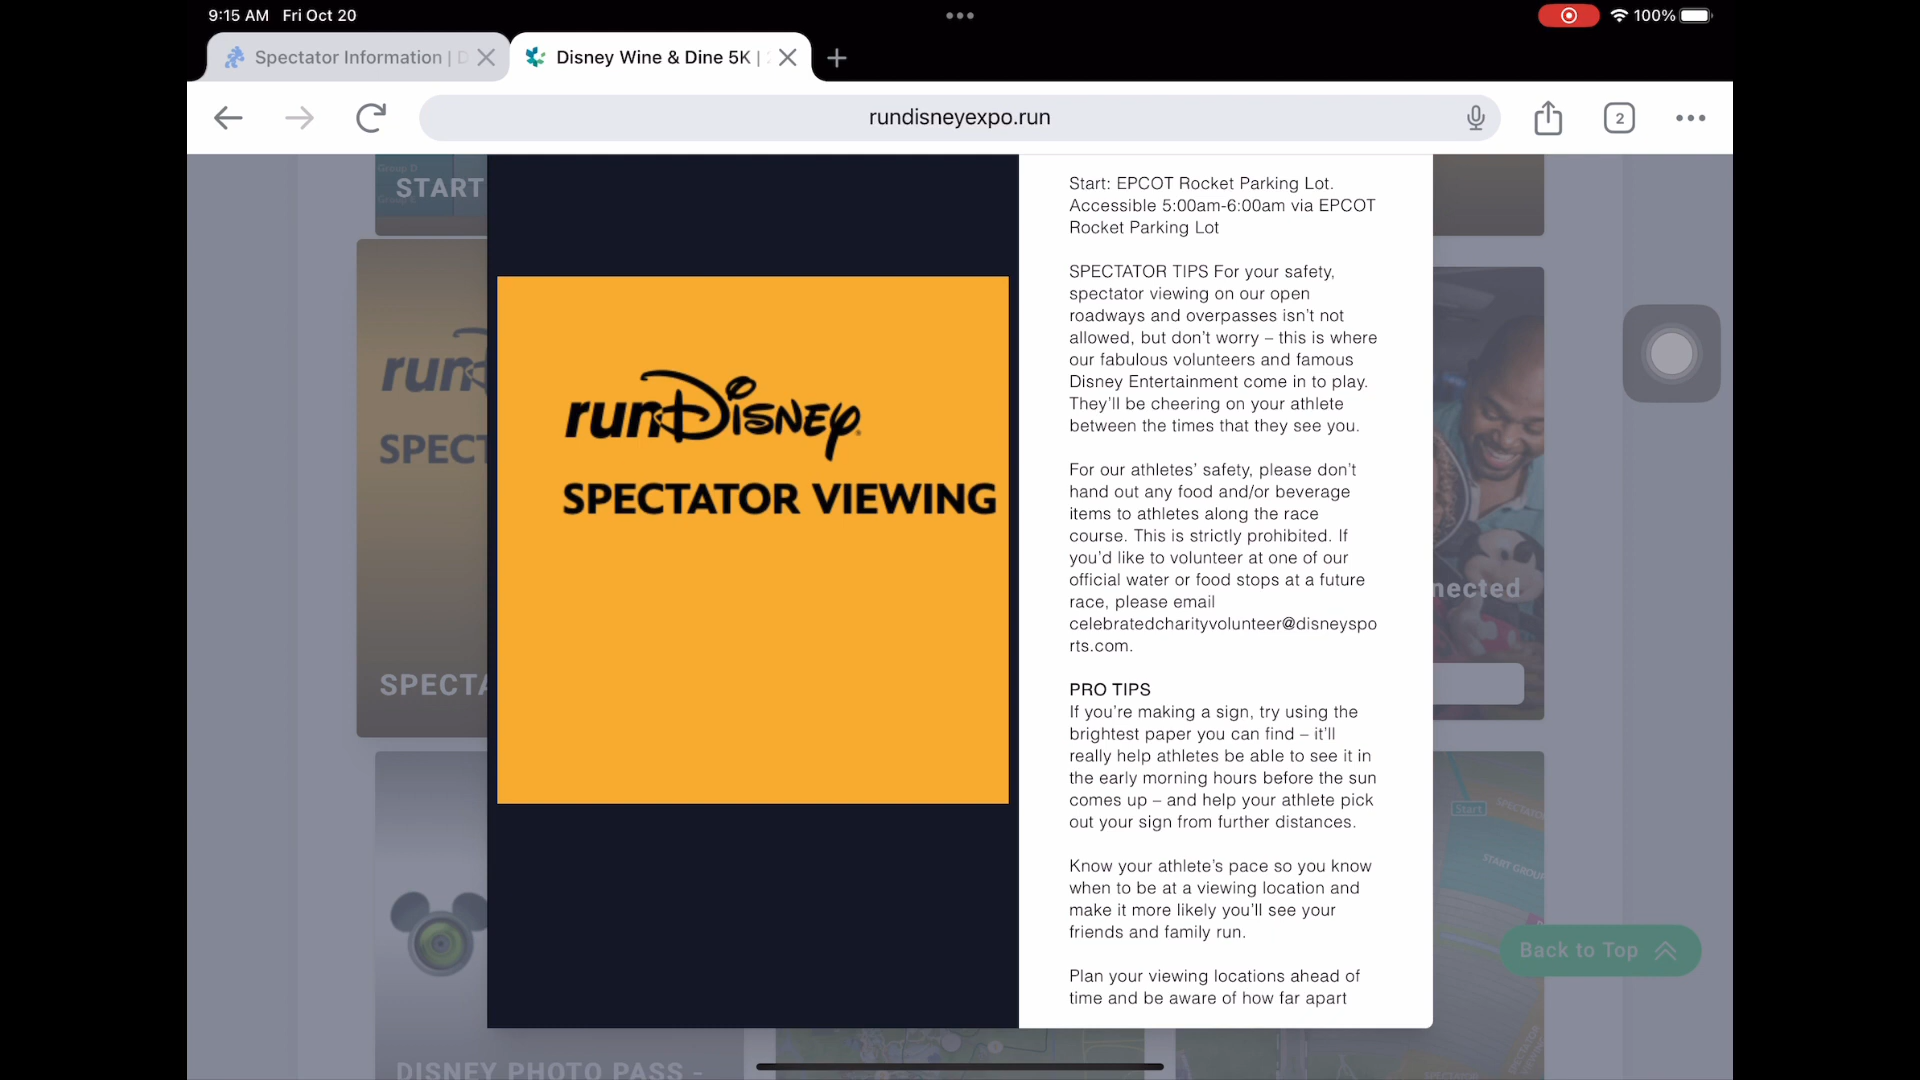 9:15 AM Fri Oct 20
100%
Spectator Information | D
Disney Wine & Dine 5K |
rundisneyexpo.run
2
START
Group D
run
SPECT
SPECTA
runDisney
SPECTATOR VIEWING
Start: EPCOT Rocket Parking Lot.
Accessible 5:00am-6:00am via EPCOT
Rocket Parking Lot
SPECTATOR TIPS For your safety,
spectator viewing on our open
roadways and overpasses isn't not
allowed, but don't worry – this is where
our fabulous volunteers and famous
Disney Entertainment come in to play.
They'll be cheering on your athlete
between the times that they see you.
For our athletes' safety, please don't
hand out any food and/or beverage
items to athletes along the race
course. This is strictly prohibited. If
you'd like to volunteer at one of our
official water or food stops at a future
race, please email
celebratedcharityvolunteer@disneyspo
rts.com.
PRO TIPS
If you're making a sign, try using the
brightest paper you can find – it'll
really help athletes be able to see it in
the early morning hours before the sun
comes up – and help your athlete pick
out your sign from further distances.
Know your athlete's pace so you know
when to be at a viewing location and
make it more likely you'll see your
friends and family run.
Plan your viewing locations ahead of
time and be aware of how far apart
nected
Start
START GROU
Back to Top
DISNEY PHOTO PASS -